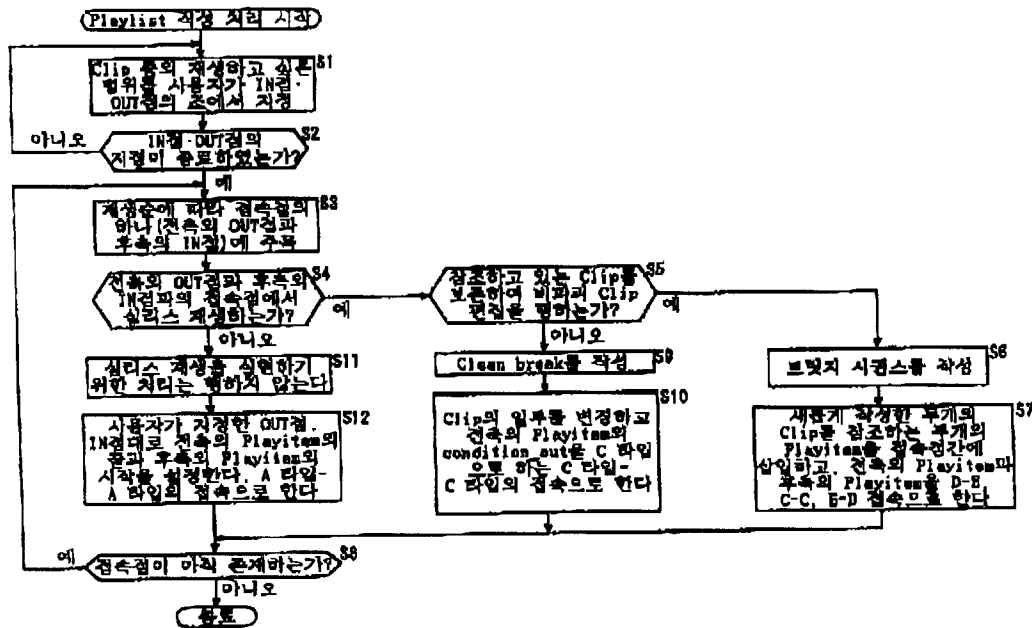 Playlist 작성 처리 시작
S1
Clip 중의 재생하고 싶은
범위를 사용자가 IN점·
OUT점의 조에서 지정
S2
IN점·OUT점의
지정이 완료하였는가?
아니오
예
S3
재생순에 따라 접속점의
하나(전측의 OUT점과
후측의 IN점)에 주목
S4
전측의 OUT점과 후측의
IN점과의 접속점에서
실리스 재생하는가?
예
아니오
S5
참조하고 있는 Clip를
보존하여 비파괴 Clip
편집을 행하는가?
예
아니오
S11
실리스 재생을 실현하기
위한 처리는 행하지 않는다
S9
Clean break를 작성
S6
브릿지 시퀀스를 작성
S12
사용자가 지정한 OUT점,
IN점대로 전측의 Playitem의
점과 후측의 Playitem의
시작을 설정한다. A 타입-
A 타입의 접속으로 한다
S10
Clip의 일부를 변경하고
전측의 Playitem의
condition out를 C 타입
으로 하는 C 타입-
C 타입의 접속으로 한다
S7
새롭게 작성한 두개의
Clip를 참조하는 두개의
Playitem를 접속점간에
삽입하고, 전측의 Playitem과
후측의 Playitem을 D-E,
C-C, E-D 접속으로 한다
S8
접속점이 아직 존재하는가?
예
아니오
종료